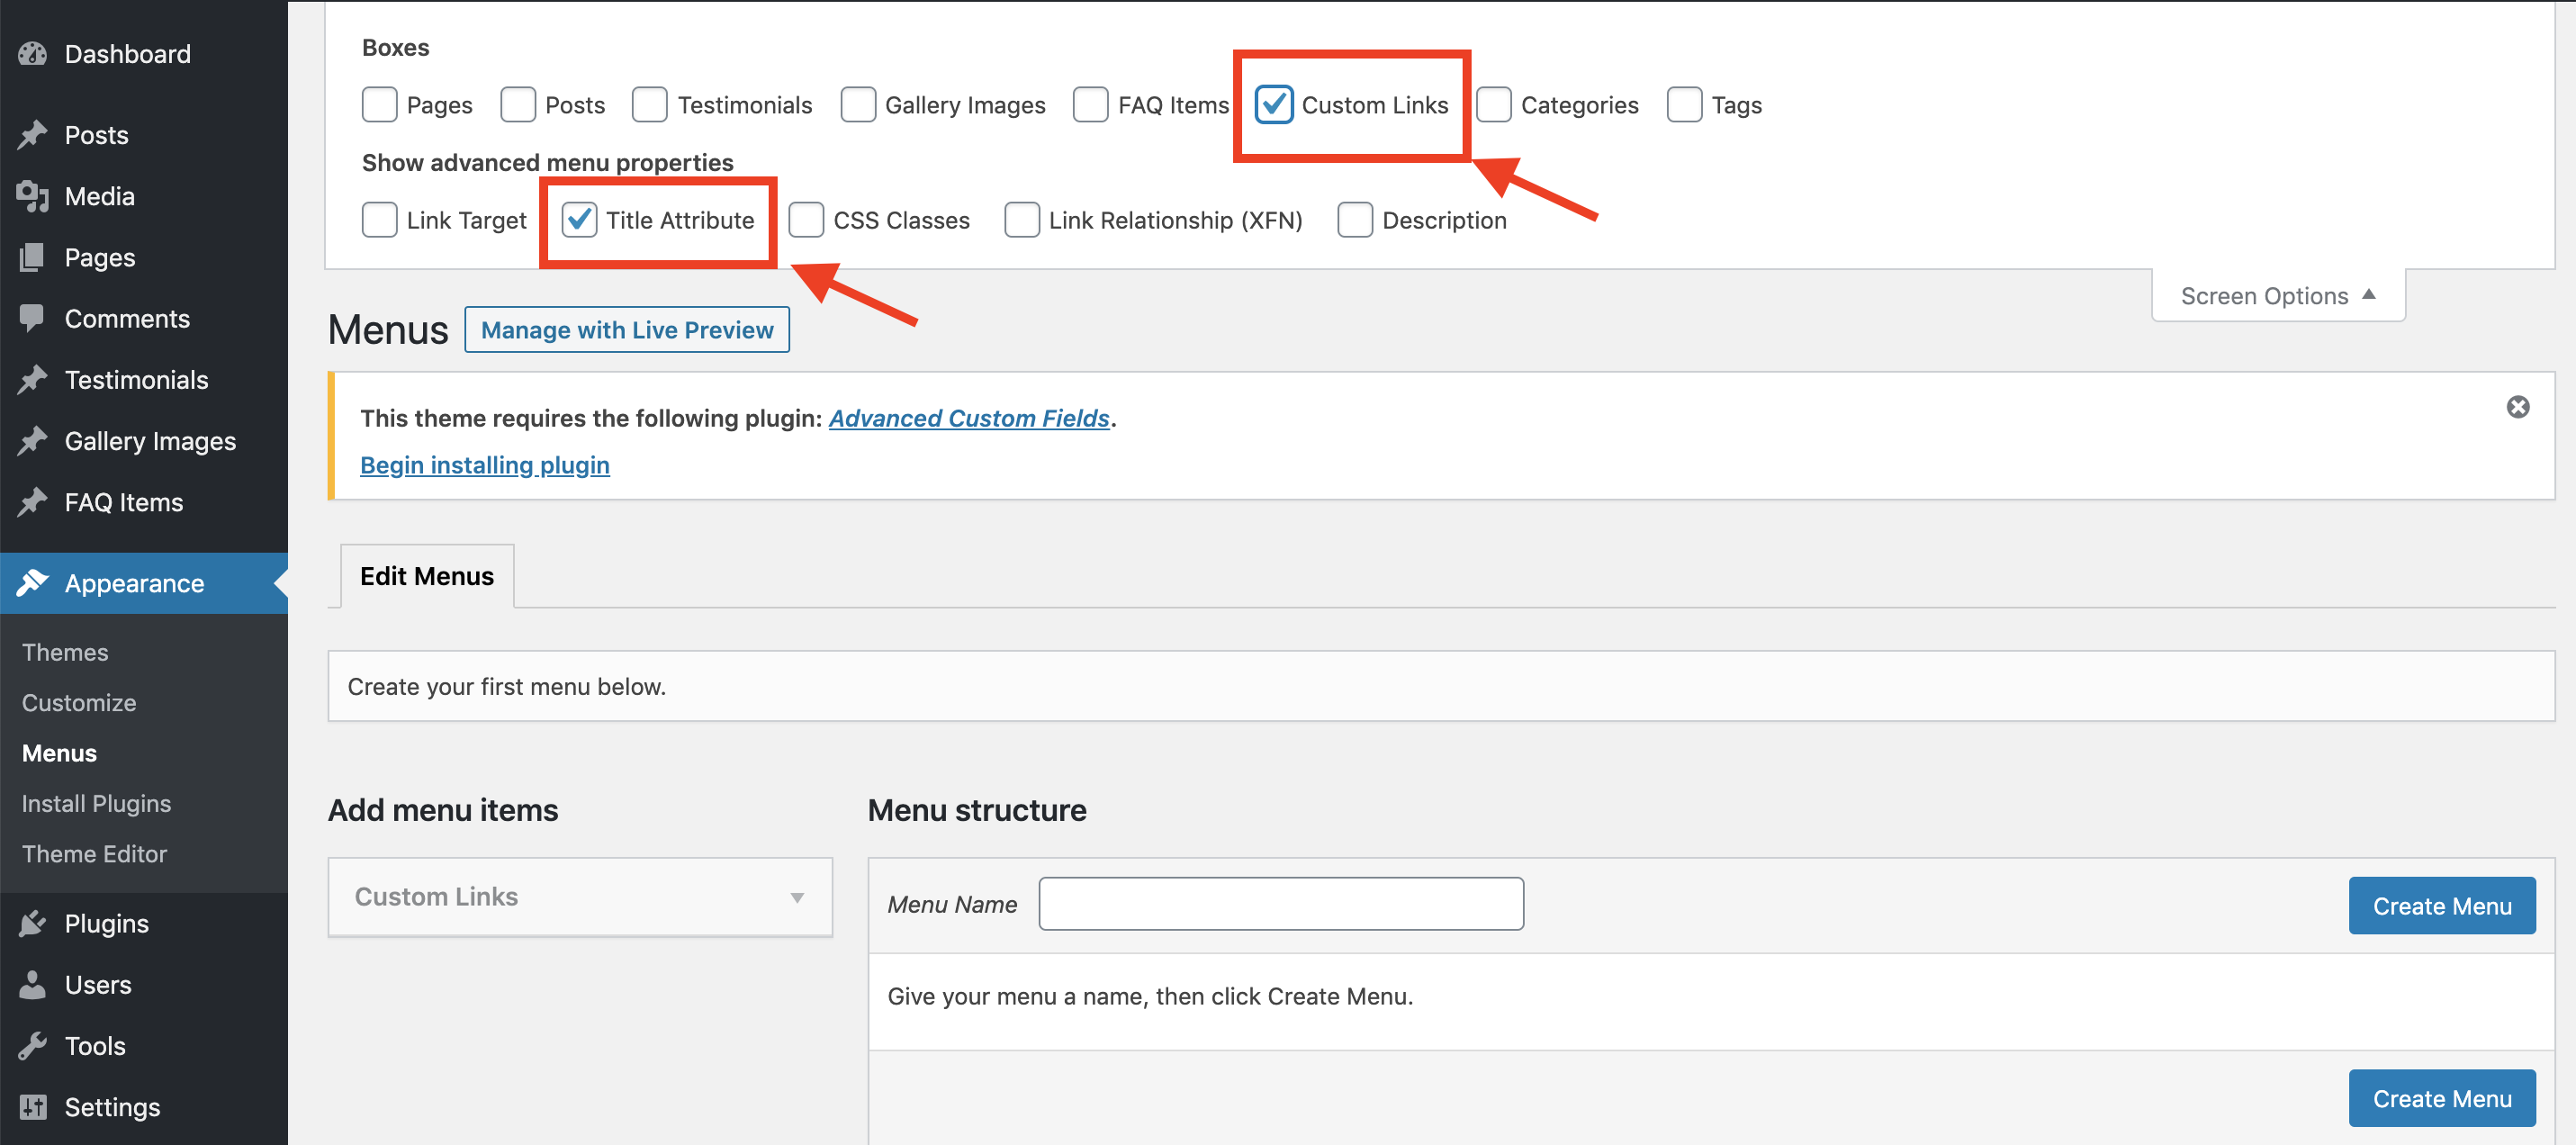 Dashboard
Posts
Media
Pages
Comments
Testimonials
Gallery Images
FAQ Items
Appearance
Themes
Customize
Menus
Install Plugins
Theme Editor
Plugins
Users
Tools
Settings
Boxes
Pages Posts Testimonials Gallery Images FAQ Items Custom Links Categories Tags
Show advanced menu properties
Link Target Title Attribute CSS Classes Link Relationship (XFN) Description
Screen Options
Menus Manage with Live Preview
This theme requires the following plugin: Advanced Custom Fields.
Begin installing plugin
Edit Menus
Create your first menu below.
Add menu items
Custom Links
Menu structure
Menu Name Create Menu
Give your menu a name, then click Create Menu.
Create Menu